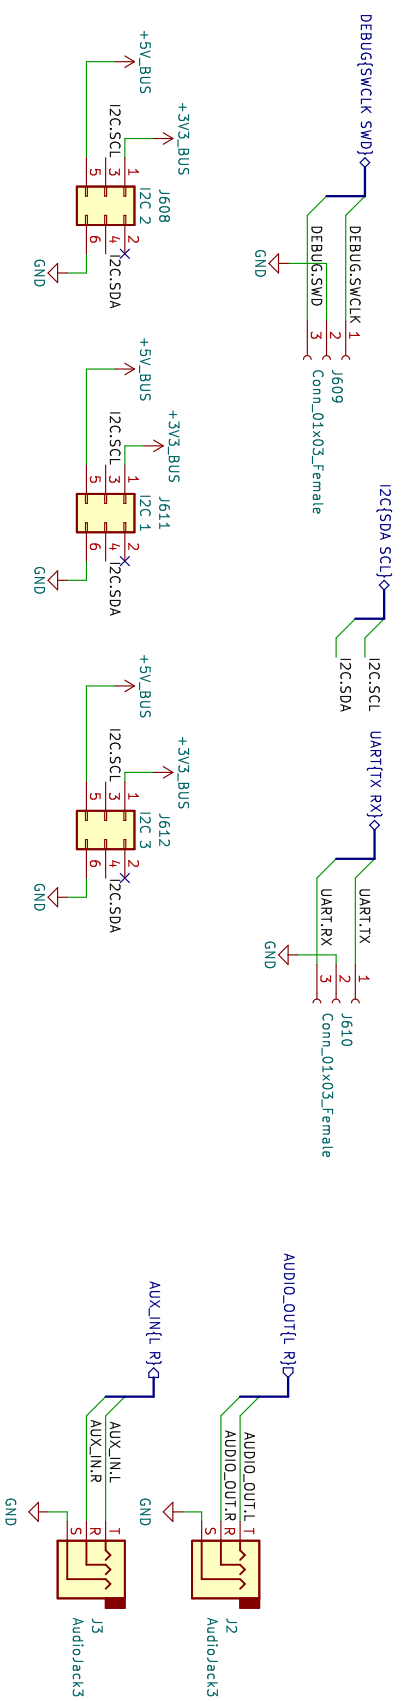 DEBUG{SWCLK SWD}
DEBUG.SWCLK
DEBUG.SWD
GND
1
2
3
J609
Conn_01x03_Female
I2C{SDA SCL}
I2C.SCL
I2C.SDA
UART{TX RX}
UART.TX
UART.RX
GND
1
2
3
J610
Conn_01x03_Female
AUDIO_OUT{L R}
AUDIO_OUT.L
AUDIO_OUT.R
GND
T
R
S
J2
AudioJack3
+5V_BUS
+3V3_BUS
I2C.SCL
1
3
5
J608
I2C 2
2
4
6
I2C.SDA
GND
+5V_BUS
+3V3_BUS
I2C.SCL
1
3
5
J611
I2C 1
2
4
6
I2C.SDA
GND
+5V_BUS
+3V3_BUS
I2C.SCL
1
3
5
J612
I2C 3
2
4
6
I2C.SDA
GND
AUX_IN{L R}
AUX_IN.L
AUX_IN.R
GND
T
R
S
J3
AudioJack3